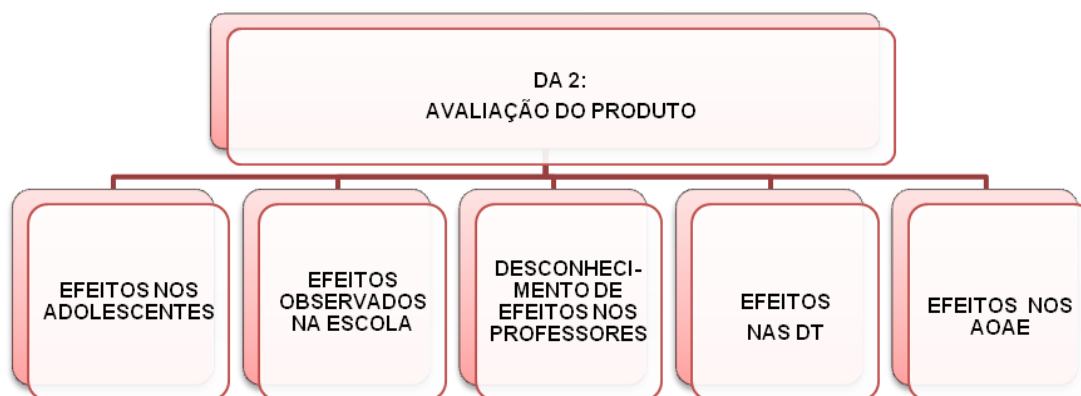 DA 2:
AVALIAÇÃO DO PRODUTO
EFEITOS NOS
ADOLESCENTES
EFEITOS
OBSERVADOS
NA ESCOLA
DESCONHECI-
MENTO DE
EFEITOS NOS
PROFESSORES
EFEITOS
NAS DT
EFEITOS NOS
AOAE